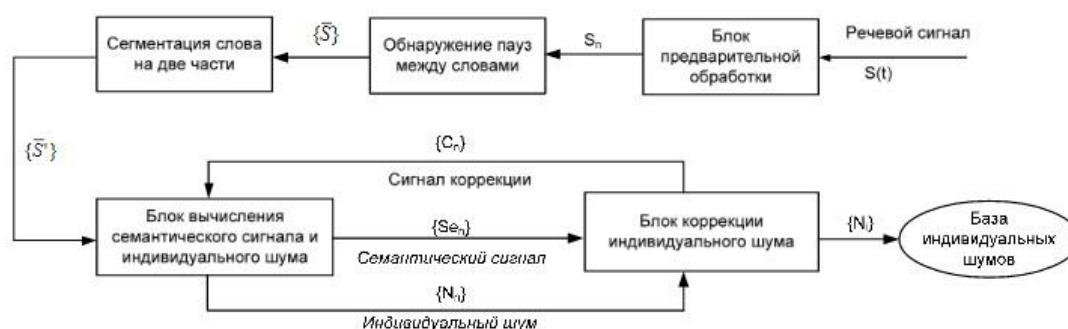 Сегментация слова
на две части
{S̅}
Обнаружение пауз
между словами
Sₙ
Блок
предварительной
обработки
Речевой сигнал
S(t)
{S̅'}
{Cₙ}
Сигнал коррекции
Блок вычисления
семантического сигнала и
индивидуального шума
{Seₙ}
Семантический сигнал
{Nₙ}
Индивидуальный шум
Блок коррекции
индивидуального шума
{Nᵢ}
База
индивидуальных
шумов